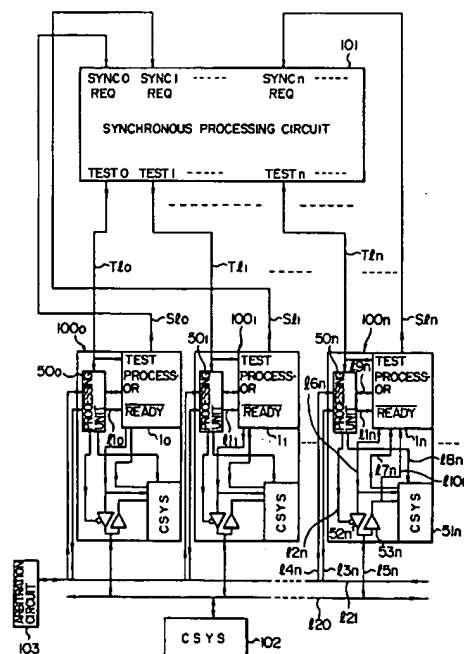 101
SYNC0 SYNC1 ----- SYNCn -----
REQ REQ REQ
SYNCHRONOUS PROCESSING CIRCUIT
TEST0 TEST1 ----- TESTn -----
Tl0 Tl1 Tln
Sl0 Sl1 Sln
1000 1001 100n
500 501 50n
TEST PROCESSOR READY
TEST PROCESSOR READY
TEST PROCESSOR READY
PROCESSING UNIT
PROCESSING UNIT
PROCESSING UNIT
l9n
l6n
l10 l11 l1n
10 11 1n
l7n l8n
l10n
CSYS CSYS CSYS
51n
l2n 52n 53n
l4n l3n l5n
l20 l21
ARBITRATION CIRCUIT
103
CSYS 102